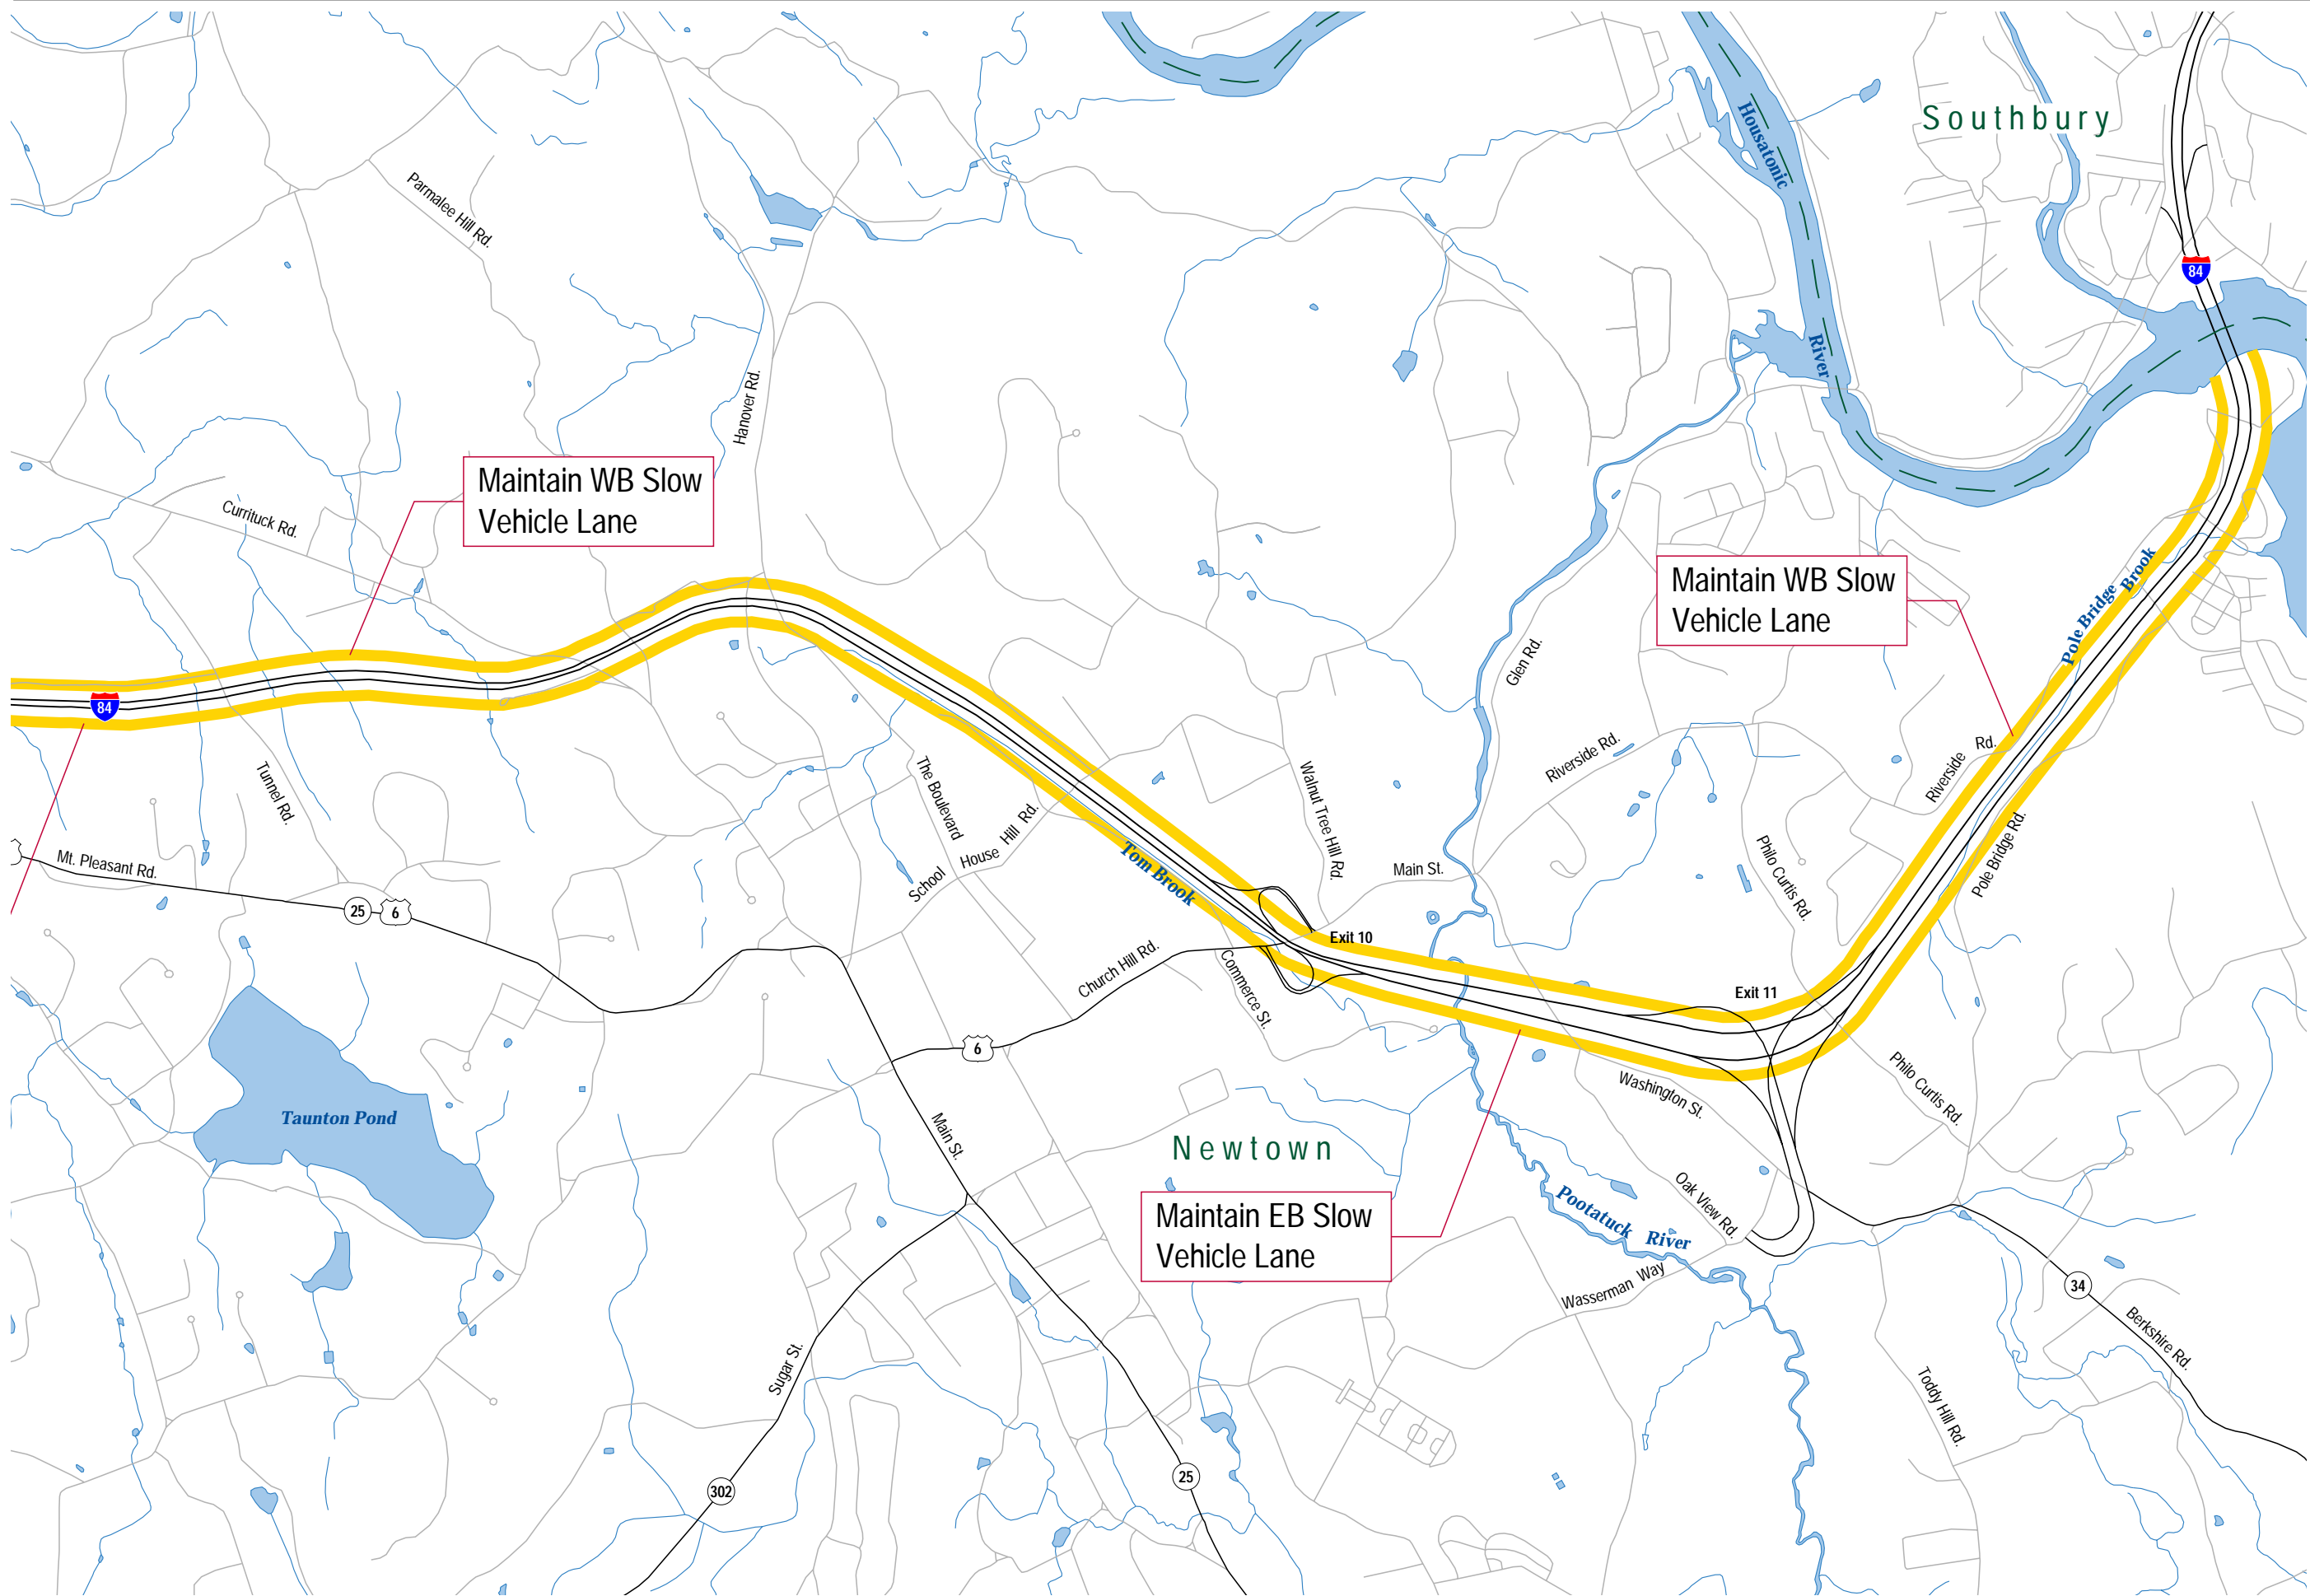 Southbury
Housatonic
River
84
Parmalee Hill Rd.
Hanover Rd.
Maintain WB Slow
Vehicle Lane
Currituck Rd.
Maintain WB Slow
Vehicle Lane
Pole Bridge Brook
Glen Rd.
84
Tunnel Rd.
The Boulevard
School House Hill Rd.
Walnut Tree Hill Rd.
Riverside Rd.
Riverside Rd.
Mt. Pleasant Rd.
25
6
Tom Brook
Main St.
Philo Curtis Rd.
Pole Bridge Rd.
Church Hill Rd.
Commerce St.
Exit 10
Exit 11
6
Taunton Pond
Main St.
Washington St.
Philo Curtis Rd.
Newtown
Maintain EB Slow
Vehicle Lane
Pootatuck River
Oak View Rd.
Wasserman Way
34
Berkshire Rd.
Sugar St.
Toddy Hill Rd.
302
25